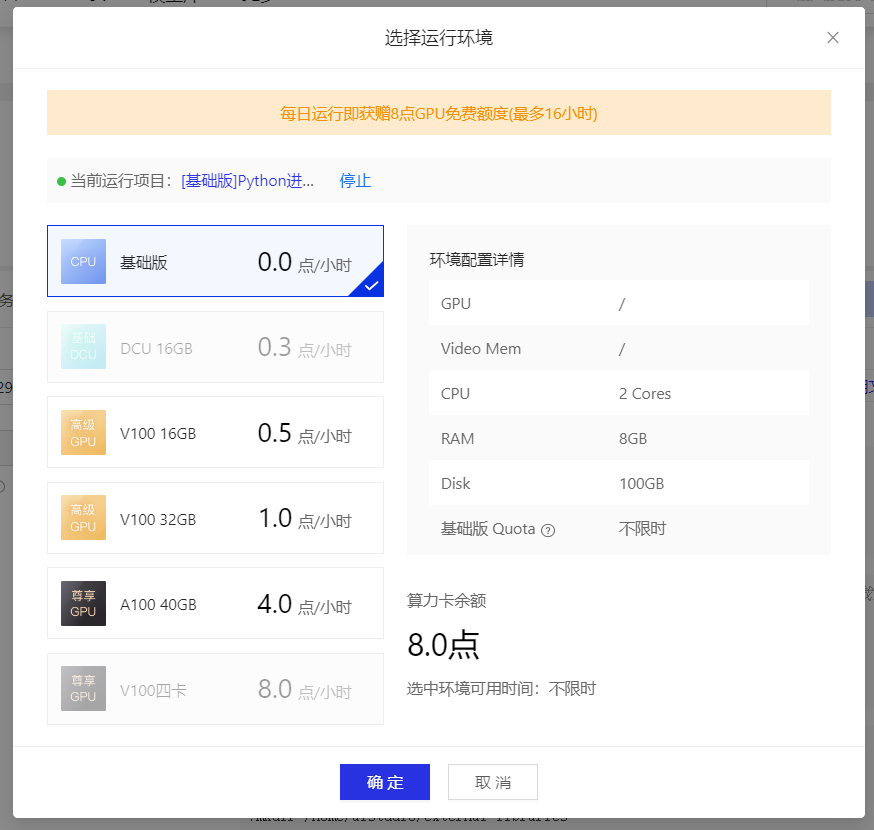 选择运行环境
每日运行即获赠8点GPU免费额度(最多16小时)
当前运行项目：[基础版]Python进... 停止
CPU 基础版 0.0 点/小时
基础 DCU DCU 16GB 0.3 点/小时
高级 GPU V100 16GB 0.5 点/小时
高级 GPU V100 32GB 1.0 点/小时
尊享 GPU A100 40GB 4.0 点/小时
尊享 GPU V100四卡 8.0 点/小时
环境配置详情
GPU /
Video Mem /
CPU 2 Cores
RAM 8GB
Disk 100GB
基础版 Quota ? 不限时
算力卡余额
8.0点
选中环境可用时间：不限时
确定 取消